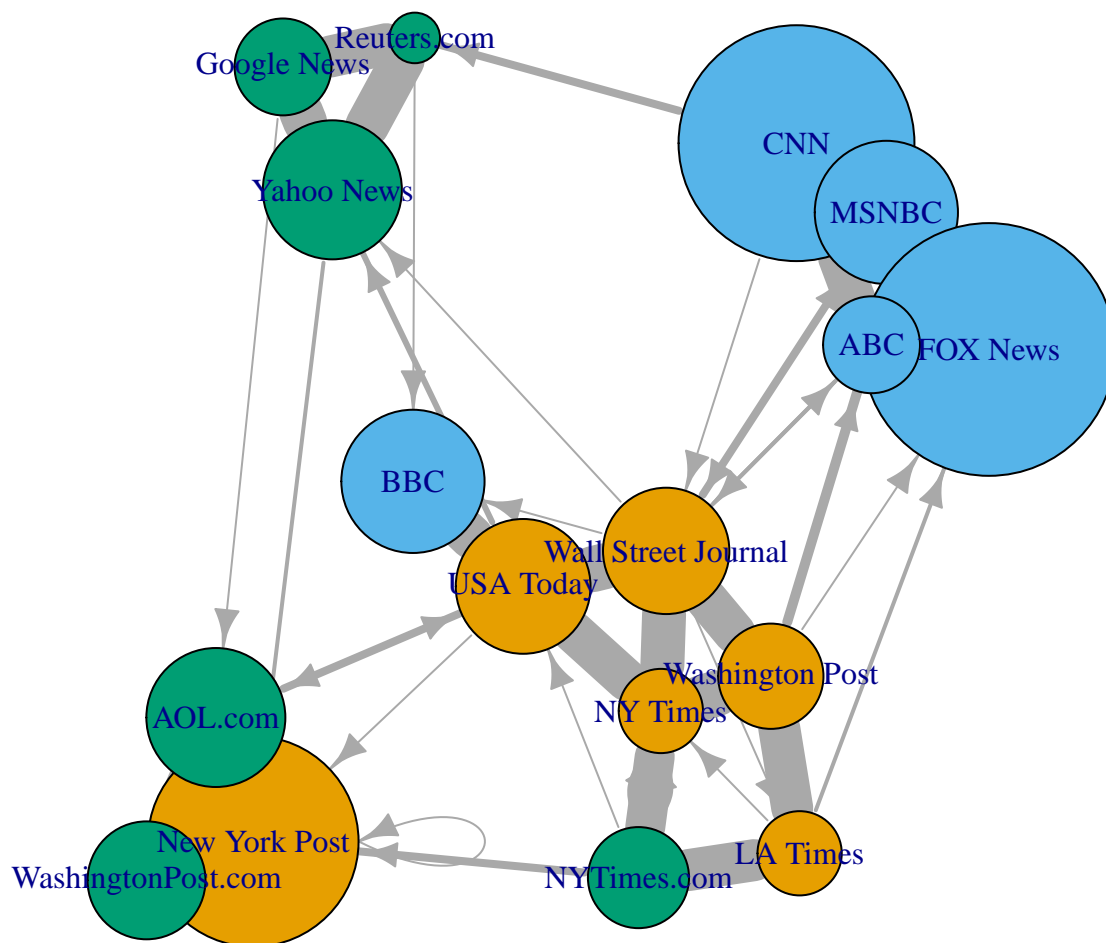 Reuters.com
Google News
CNN
Yahoo News
MSNBC
ABC
FOX News
BBC
Wall Street Journal
USA Today
Washington Post
NY Times
AOL.com
New York Post
LA Times
WashingtonPost.com
NYTimes.com